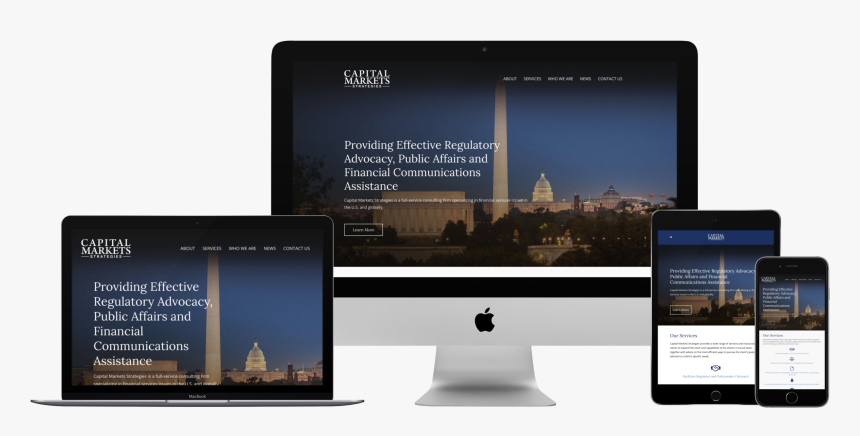 CAPITAL
MARKETS
STRATEGIES
ABOUT SERVICES WHO WE ARE NEWS CONTACT US
Providing Effective Regulatory
Advocacy, Public Affairs and
Financial Communications
Assistance
Capital Markets Strategies is a full-service consulting firm specializing in financial services issues in
the U.S. and globally.
Learn More
CAPITAL
MARKETS
STRATEGIES
ABOUT SERVICES WHO WE ARE NEWS CONTACT US
Providing Effective
Regulatory Advocacy,
Public Affairs and
Financial
Communications
Assistance
Capital Markets Strategies is a full-service consulting firm
specializing in financial services issues in the U.S. and globally.
MacBook
CAPITAL
MARKETS
Providing Effective Regulatory Advocacy,
Public Affairs and Financial
Communications Assistance
Learn More
Our Services
CAPITAL
MARKETS
Providing Effective
Regulatory Advocacy,
Public Affairs and
Financial Communications
Assistance
Our Services